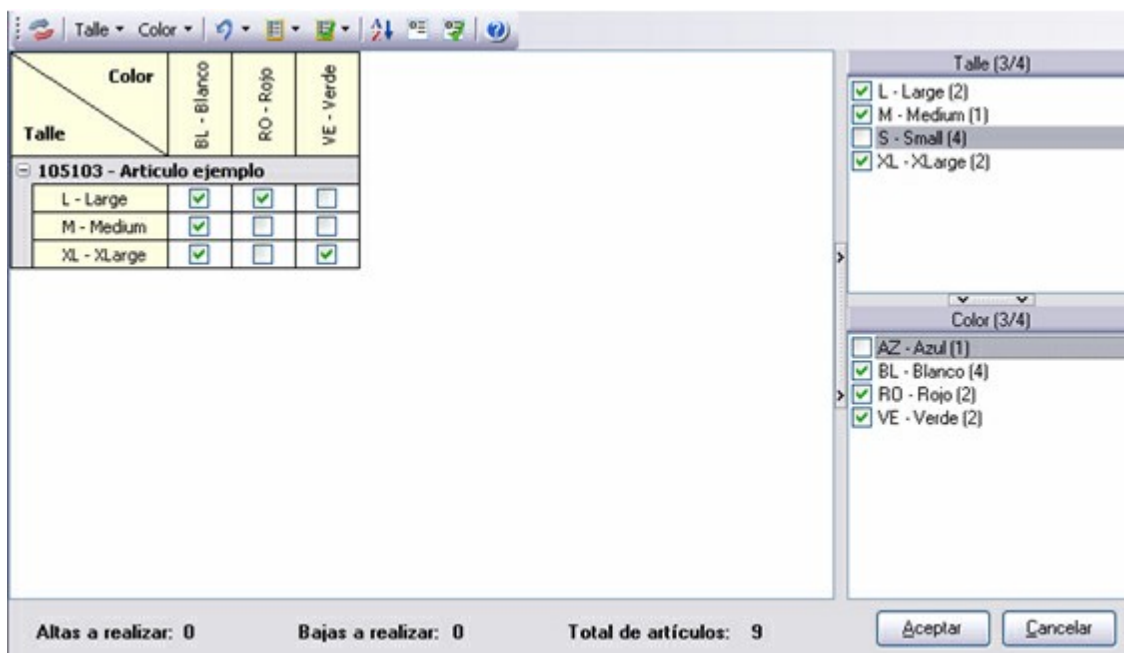 Talle Color
Color
Talle
BL - Blanco
RO - Rojo
VE - Verde
105103 - Articulo ejemplo
L - Large
M - Medium
XL - XLarge
Talle (3/4)
L - Large (2)
M - Medium (1)
S - Small (4)
XL - XLarge (2)
Color (3/4)
AZ - Azul (1)
BL - Blanco (4)
RO - Rojo (2)
VE - Verde (2)
Altas a realizar: 0 Bajas a realizar: 0 Total de artículos: 9 Aceptar Cancelar